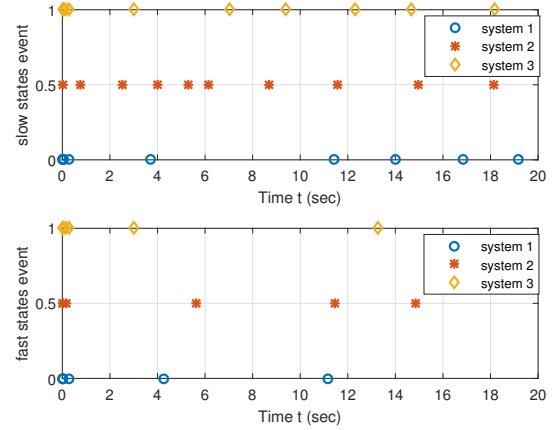 slow states event
1
0.5
0
0 2 4 6 8 10 12 14 16 18 20
Time t (sec)
system 1
system 2
system 3
fast states event
1
0.5
0
0 2 4 6 8 10 12 14 16 18 20
Time t (sec)
system 1
system 2
system 3